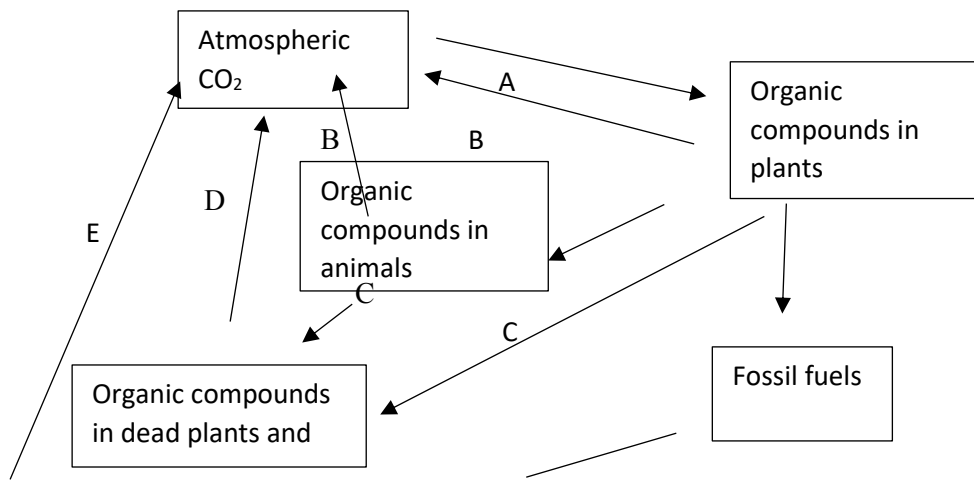 Atmospheric
CO₂
A
Organic
compounds in
plants
B
B
Organic
compounds in
animals
D
E
C
C
Organic compounds
in dead plants and
Fossil fuels